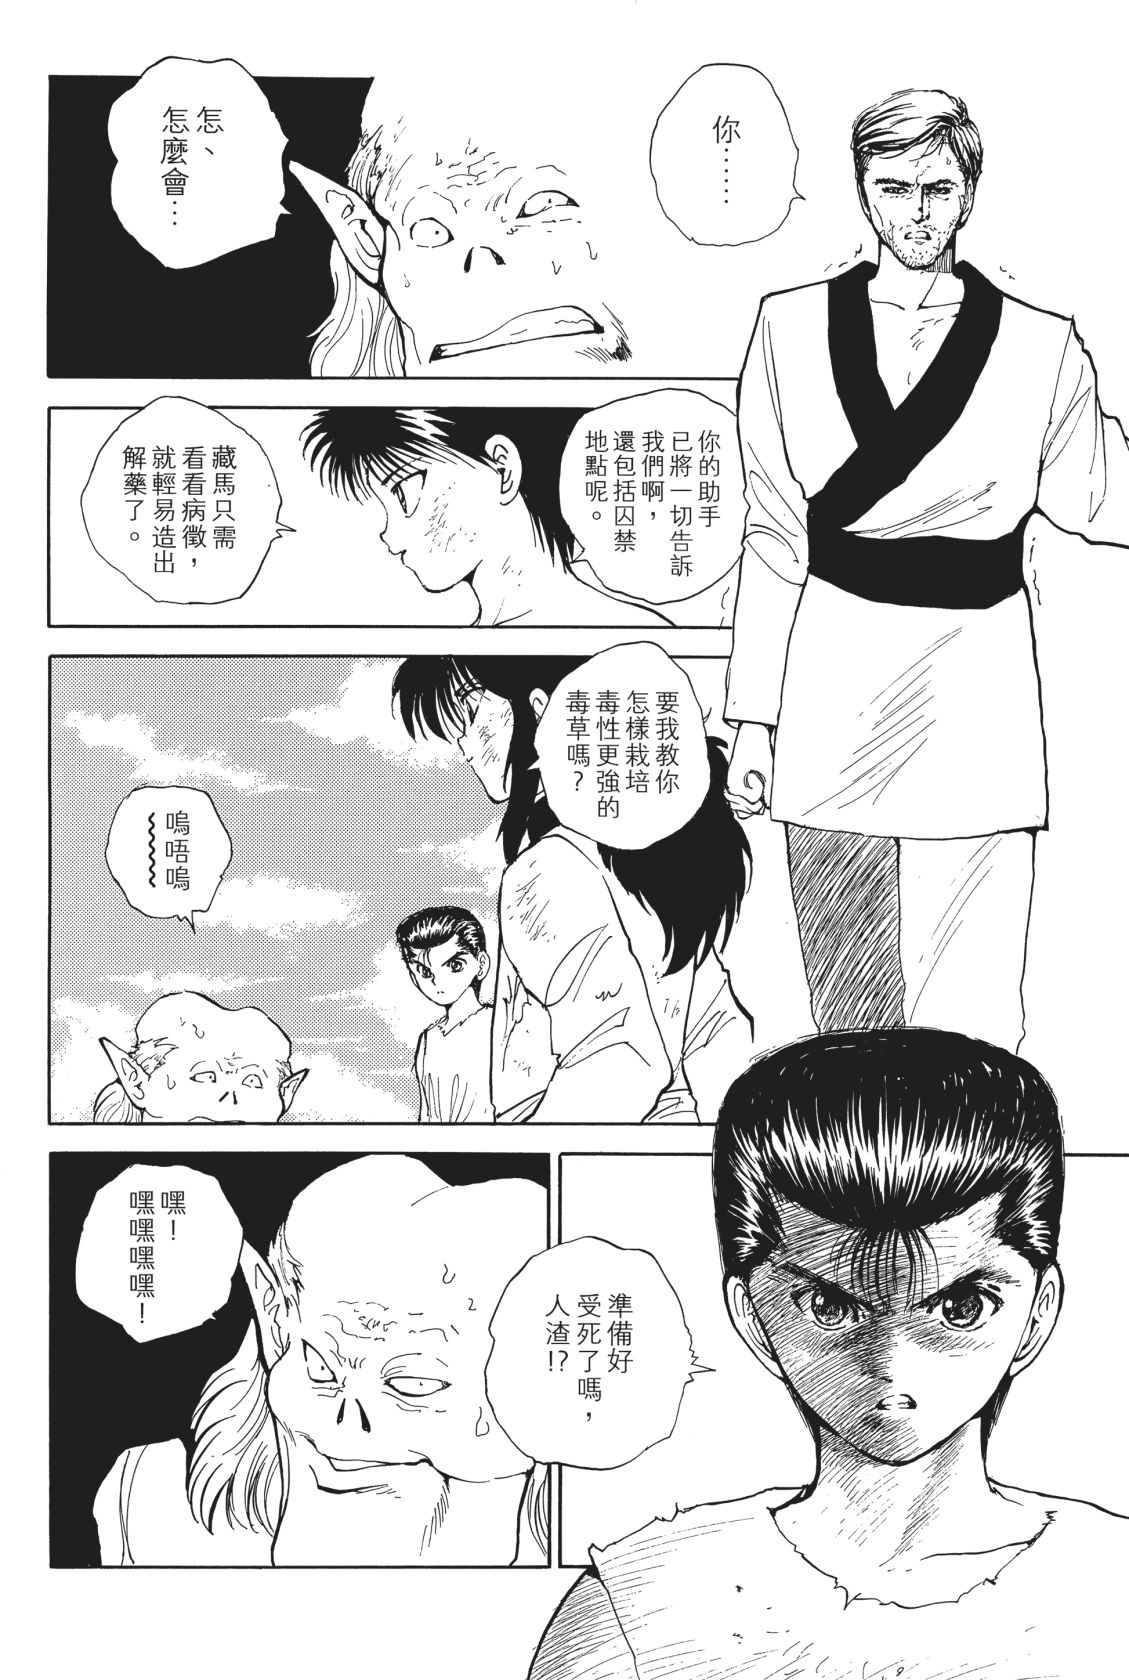 你……
怎、
怎麼會…
你的助手
已將一切告訴
我們啊，
還包括囚禁
地點呢。
藏馬只需
看看病徵，
就輕易造出
解藥了。
要我教你
怎樣栽培
毒性更強的
毒草嗎？
嗚唔嗚
準備好
受死了嗎，
人渣!?
嘿！
嘿嘿嘿嘿！